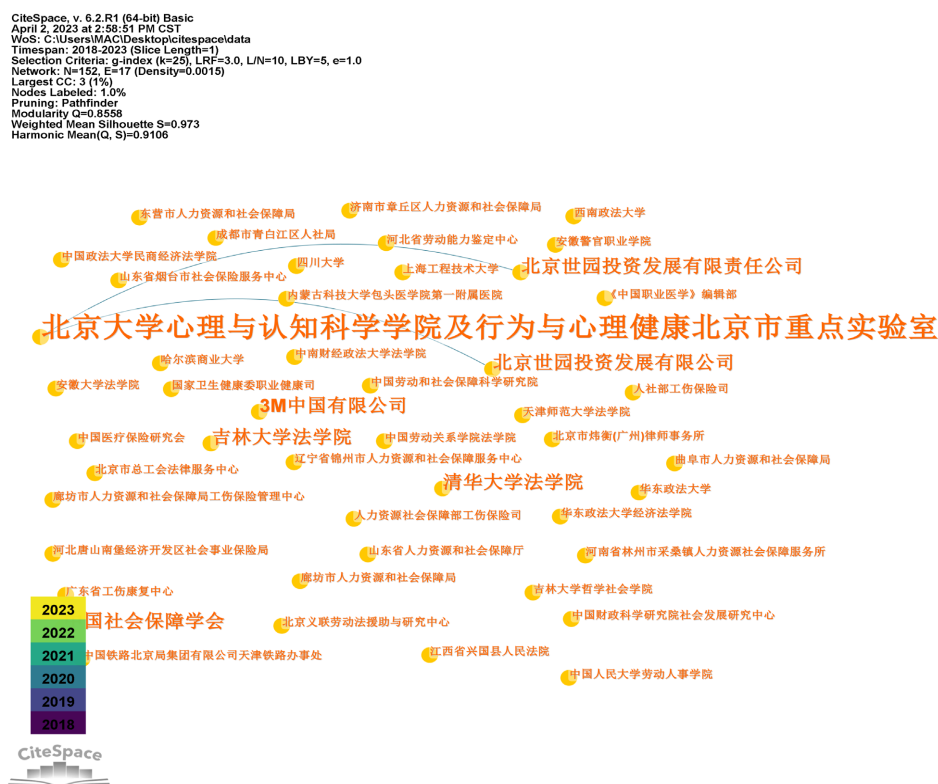 CiteSpace, v. 6.2.R1 (64-bit) Basic
April 2, 2023 at 2:58:51 PM CST
WoS: C:\Users\MAC\Desktop\citespace\data
Timespan: 2018-2023 (Slice Length=1)
Selection Criteria: g-index (k=25), LRF=3.0, L/N=10, LBY=5, e=1.0
Network: N=152, E=17 (Density=0.0015)
Largest CC: 3 (1%)
Nodes Labeled: 1.0%
Pruning: Pathfinder
Modularity Q=0.8558
Weighted Mean Silhouette S=0.973
Harmonic Mean(Q, S)=0.9106
济南市章丘区人力资源和社会保障局
东营市人力资源和社会保障局
西南政法大学
成都市青白江区人社局
河北省劳动能力鉴定中心
安徽警官职业学院
中国政法大学民商经济法学院
四川大学
上海工程技术大学
北京世园投资发展有限责任公司
山东省烟台市社会保险服务中心
内蒙古科技大学包头医学院第一附属医院
《中国职业医学》编辑部
北京大学心理与认知科学学院及行为与心理健康北京市重点实验室
中南财经政法大学法学院
哈尔滨商业大学
北京世园投资发展有限公司
安徽大学法学院
国家卫生健康委职业健康司
中国劳动和社会保障科学研究院
人社部工伤保险司
3M中国有限公司
天津师范大学法学院
中国医疗保险研究会
吉林大学法学院
中国劳动关系学院法学院
北京市炜衡(广州)律师事务所
辽宁省锦州市人力资源和社会保障服务中心
曲阜市人力资源和社会保障局
北京市总工会法律服务中心
清华大学法学院
华东政法大学
廊坊市人力资源和社会保障局工伤保险管理中心
人力资源社会保障部工伤保险司
华东政法大学经济法学院
河北唐山南堡经济开发区社会事业保险局
山东省人力资源和社会保障厅
河南省林州市采桑镇人力资源社会保障服务所
廊坊市人力资源和社会保障局
广东省工伤康复中心
吉林大学哲学社会学院
国社会保障学会
北京义联劳动法援助与研究中心
中国财政科学研究院社会发展研究中心
中国铁路北京局集团有限公司天津铁路办事处
江西省兴国县人民法院
中国人民大学劳动人事学院
2023
2022
2021
2020
2019
2018
CiteSpace